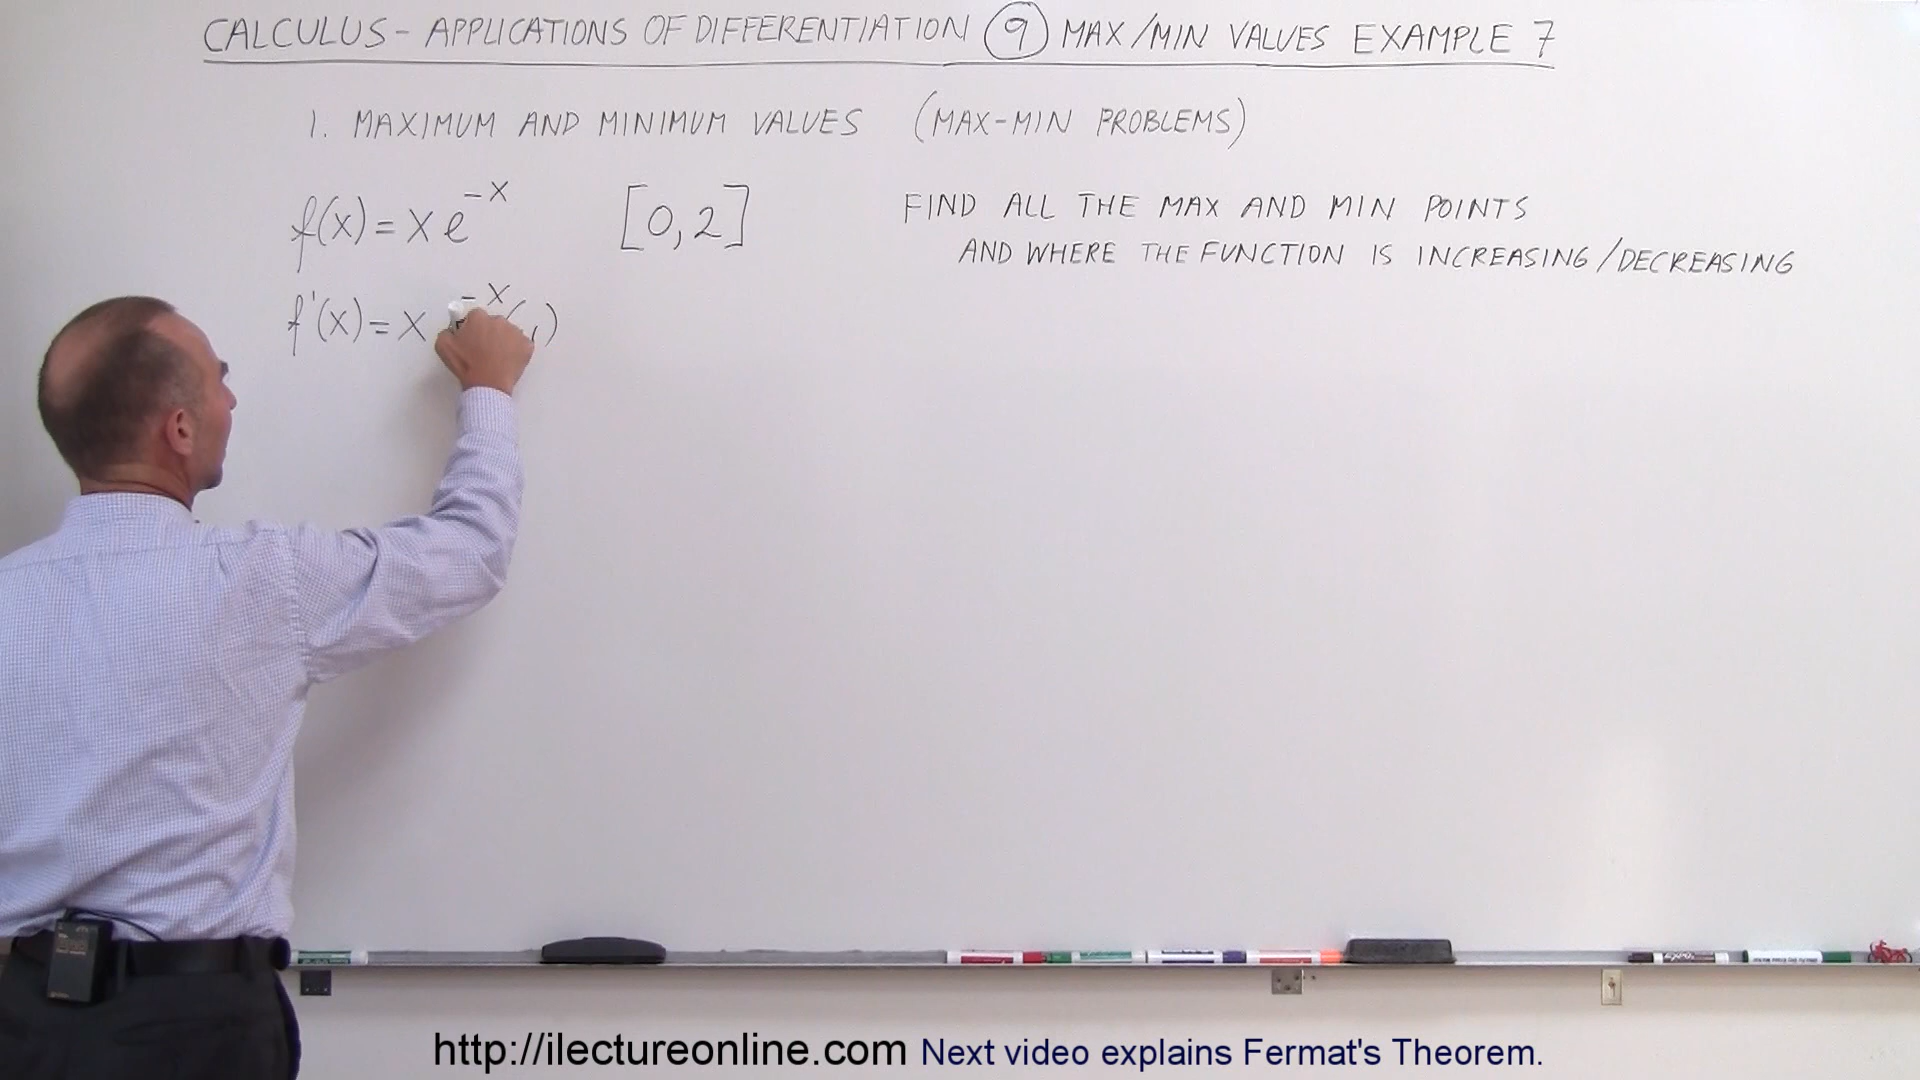 CALCULUS - APPLICATIONS OF DIFFERENTIATION 9 MAX/MIN VALUES EXAMPLE 7
1. MAXIMUM AND MINIMUM VALUES (MAX-MIN PROBLEMS)
f(x) = x e^-x [0,2]
FIND ALL THE MAX AND MIN POINTS
AND WHERE THE FUNCTION IS INCREASING/DECREASING
f'(x) = x
http://ilectureonline.com Next video explains Fermat's Theorem.